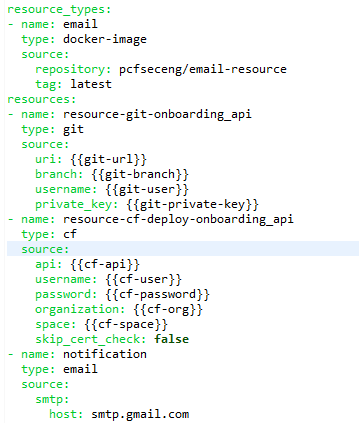 resource_types:
- name: email
  type: docker-image
  source:
    repository: pcfseceng/email-resource
    tag: latest
resources:
- name: resource-git-onboarding_api
  type: git
  source:
    uri: {{git-url}}
    branch: {{git-branch}}
    username: {{git-user}}
    private_key: {{git-private-key}}
- name: resource-cf-deploy-onboarding_api
  type: cf
  source:
    api: {{cf-api}}
    username: {{cf-user}}
    password: {{cf-password}}
    organization: {{cf-org}}
    space: {{cf-space}}
    skip_cert_check: false
- name: notification
  type: email
  source:
    smtp:
      host: smtp.gmail.com